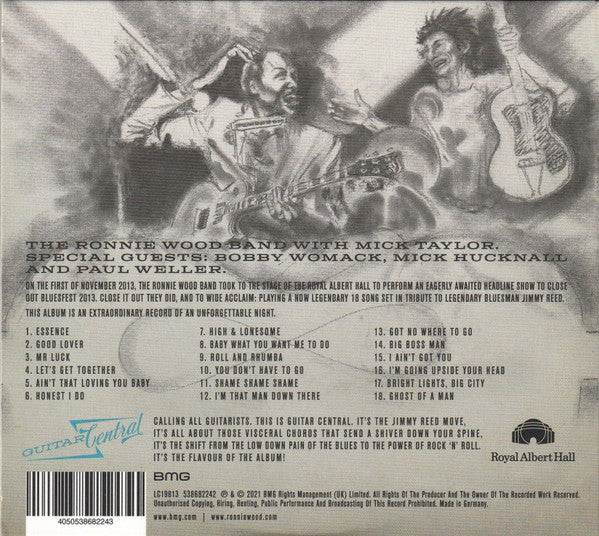 THE RONNIE WOOD BAND WITH MICK TAYLOR.
SPECIAL GUESTS: BOBBY WOMACK, MICK HUCKNALL
AND PAUL WELLER.
ON THE FIRST OF NOVEMBER 2013, THE RONNIE WOOD BAND TOOK TO THE STAGE OF THE ROYAL ALBERT HALL TO PERFORM AN EAGERLY AWAITED HEADLINE SHOW TO CLOSE
OUT BLUESFEST 2013. CLOSE IT OUT THEY DID, AND TO WIDE ACCLAIM: PLAYING A NOW LEGENDARY 18 SONG SET IN TRIBUTE TO LEGENDARY BLUESMAN JIMMY REED.
THIS ALBUM IS AN EXTRAORDINARY RECORD OF AN UNFORGETTABLE NIGHT.
1. ESSENCE
2. GOOD LOVER
3. MR LUCK
4. LET'S GET TOGETHER
5. AIN'T THAT LOVING YOU BABY
6. HONEST I DO
7. HIGH & LONESOME
8. BABY WHAT YOU WANT ME TO DO
9. ROLL AND RHUMBA
10. YOU DON'T HAVE TO GO
11. SHAME SHAME SHAME
12. I'M THAT MAN DOWN THERE
13. GOT NO WHERE TO GO
14. BIG BOSS MAN
15. I AIN'T GOT YOU
16. I'M GOING UPSIDE YOUR HEAD
17. BRIGHT LIGHTS, BIG CITY
18. GHOST OF A MAN
GUITAR Central
CALLING ALL GUITARISTS. THIS IS GUITAR CENTRAL. IT'S THE JIMMY REED MOVE,
IT'S ALL ABOUT THOSE VISCERAL CHORDS THAT SEND A SHIVER DOWN YOUR SPINE,
IT'S THE SHIFT FROM THE LOW DOWN PAIN OF THE BLUES TO THE POWER OF ROCK 'N' ROLL.
IT'S THE FLAVOUR OF THE ALBUM!
Royal Albert Hall
BMG
LC19813 538682242 ℗ & © 2021 BMG Rights Management (UK) Limited. All Rights Of The Producer And The Owner Of The Recorded Work Reserved.
Unauthorised Copying, Hiring, Renting, Public Performance And Broadcasting Of This Record Prohibited. Made in Germany.
www.bmg.com | www.ronniewood.com
4050538682243